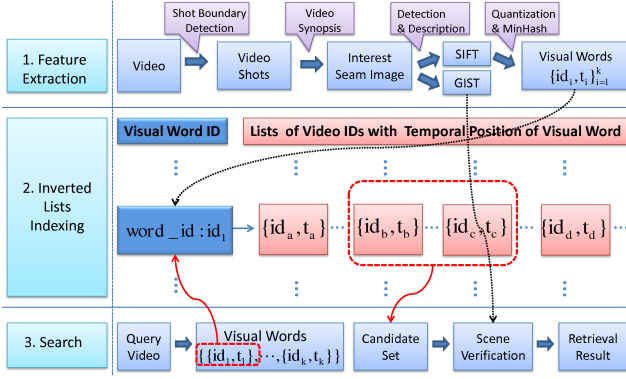 Shot Boundary
Detection
Video
Synopsis
Detection
& Description
Quantization
& MinHash
1. Feature
Extraction
Video
Video
Shots
Interest
Seam Image
SIFT
GIST
Visual Words
{id_i,t_i}_{i=1}^k
Visual Word ID
Lists of Video IDs with Temporal Position of Visual Word
2. Inverted
Lists
Indexing
word_id:id_1
{id_a,t_a}
...
{id_b,t_b}
...
{id_c,t_c}
...
{id_d,t_d}
...
3. Search
Query
Video
Visual Words
{{id_1,t_1},...,{id_k,t_k}}
Candidate
Set
Scene
Verification
Retrieval
Result